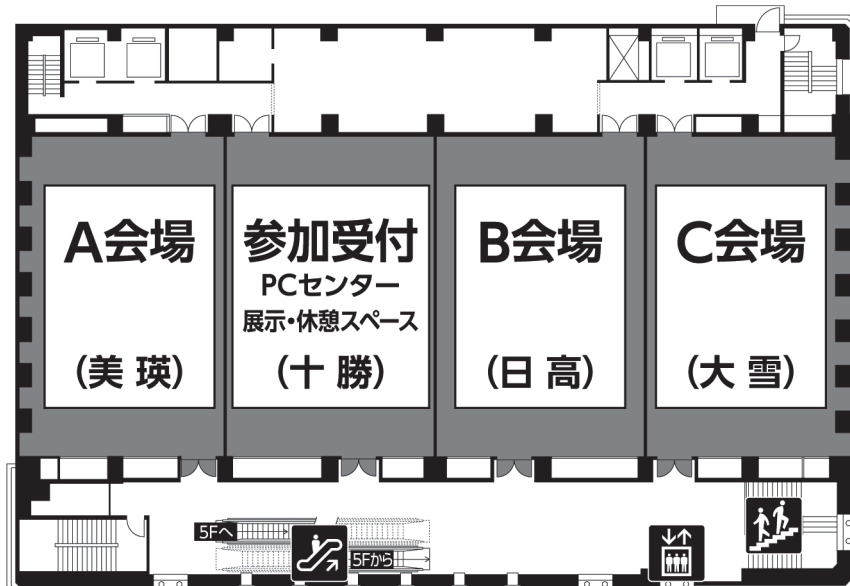 A会場
(美 瑛)
参加受付
PCセンター
展示・休憩スペース
(十 勝)
B会場
(日 高)
C会場
(大 雪)
5Fへ
5Fから